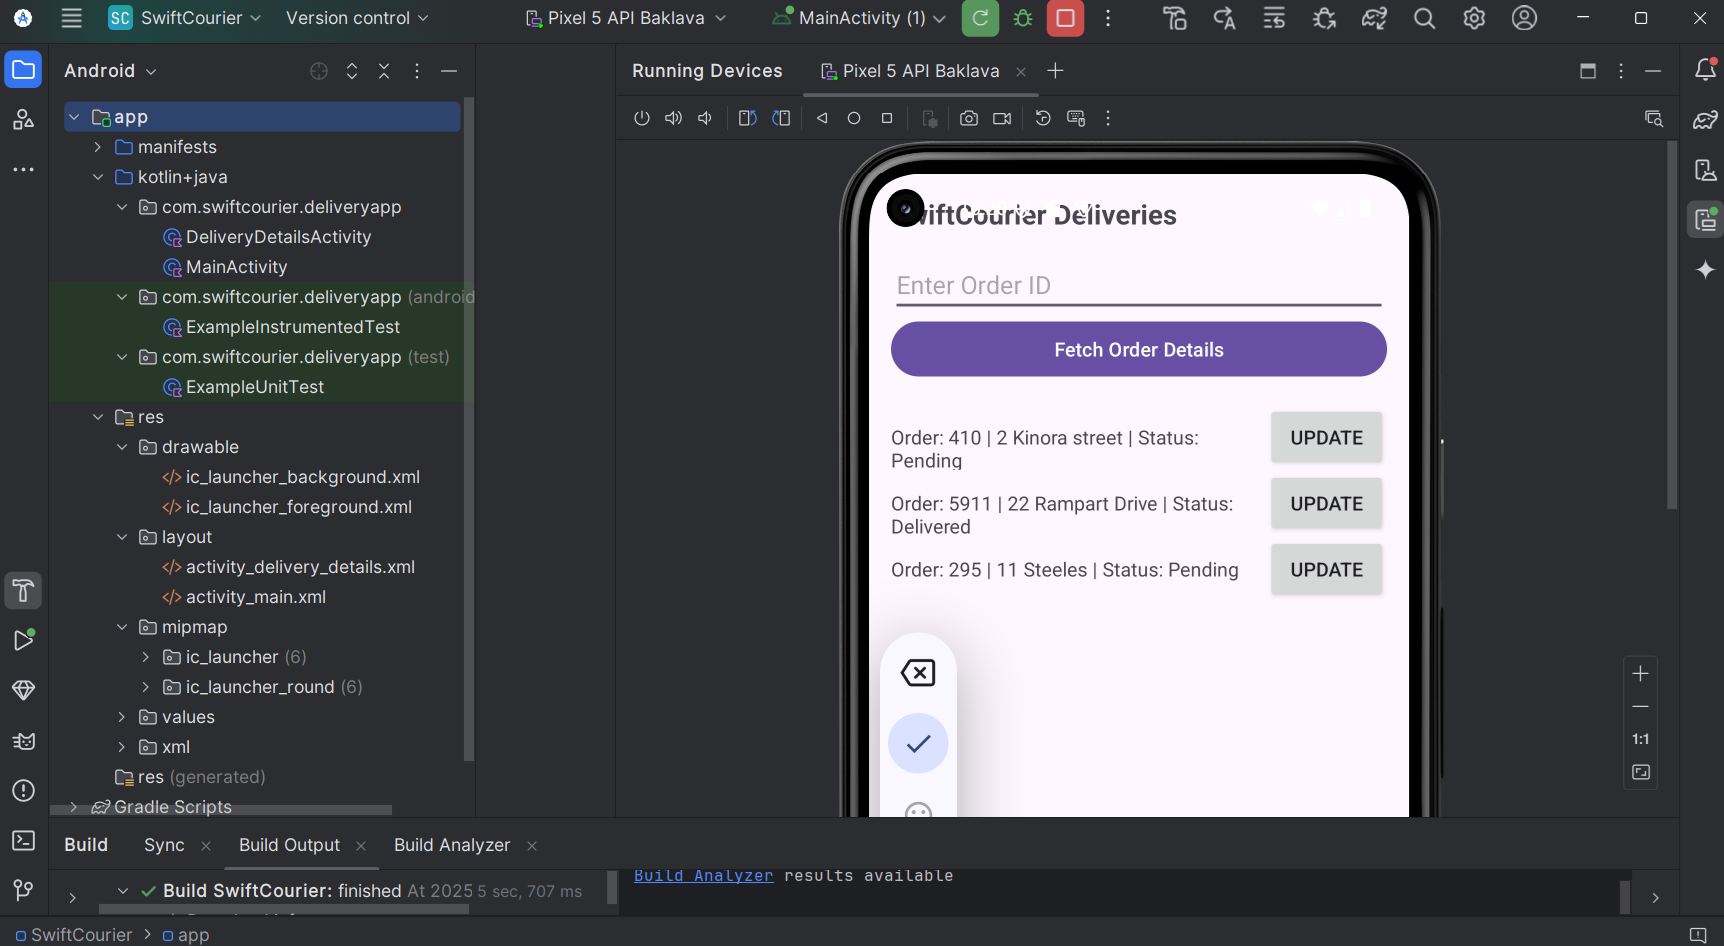 SC SwiftCourier Version control Pixel 5 API Baklava MainActivity (1)
Android
app
manifests
kotlin+java
com.swiftcourier.deliveryapp
DeliveryDetailsActivity
MainActivity
com.swiftcourier.deliveryapp (android
ExampleInstrumentedTest
com.swiftcourier.deliveryapp (test)
ExampleUnitTest
res
drawable
</> ic_launcher_background.xml
</> ic_launcher_foreground.xml
layout
</> activity_delivery_details.xml
</> activity_main.xml
mipmap
ic_launcher (6)
ic_launcher_round (6)
values
xml
res (generated)
Gradle Scripts
Running Devices Pixel 5 API Baklava
wiftCourier Deliveries
Enter Order ID
Fetch Order Details
Order: 410 | 2 Kinora street | Status:
Pending
UPDATE
Order: 5911 | 22 Rampart Drive | Status:
Delivered
UPDATE
Order: 295 | 11 Steeles | Status: Pending
UPDATE
1:1
Build Sync Build Output Build Analyzer
Build SwiftCourier: finished At 2025 5 sec, 707 ms
Build Analyzer results available
SwiftCourier > app